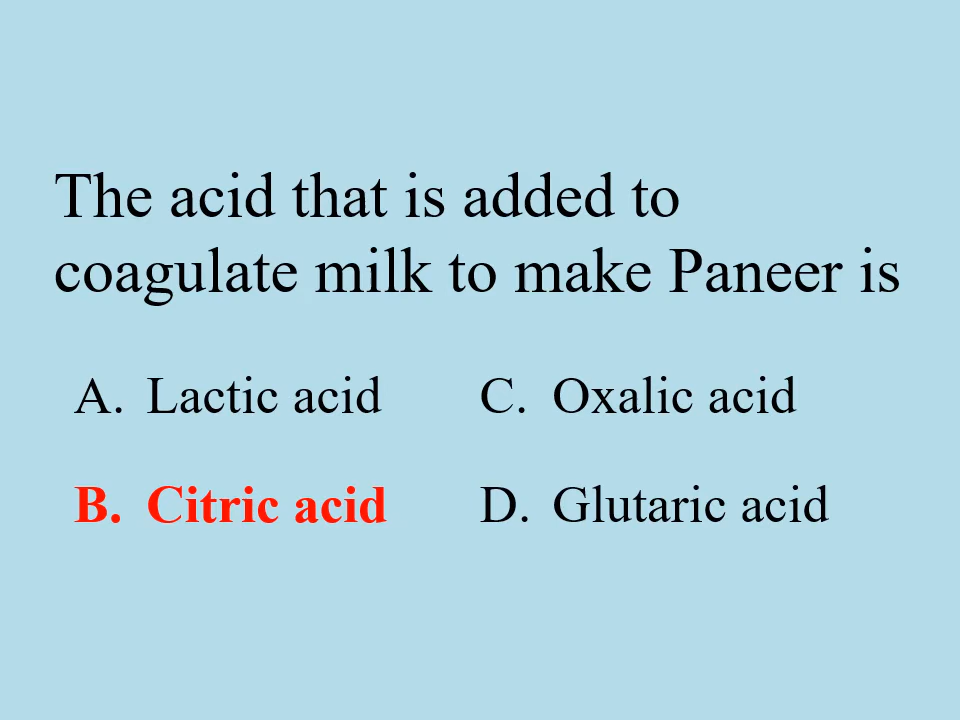 The acid that is added to
coagulate milk to make Paneer is
A. Lactic acid C. Oxalic acid
B. Citric acid D. Glutaric acid